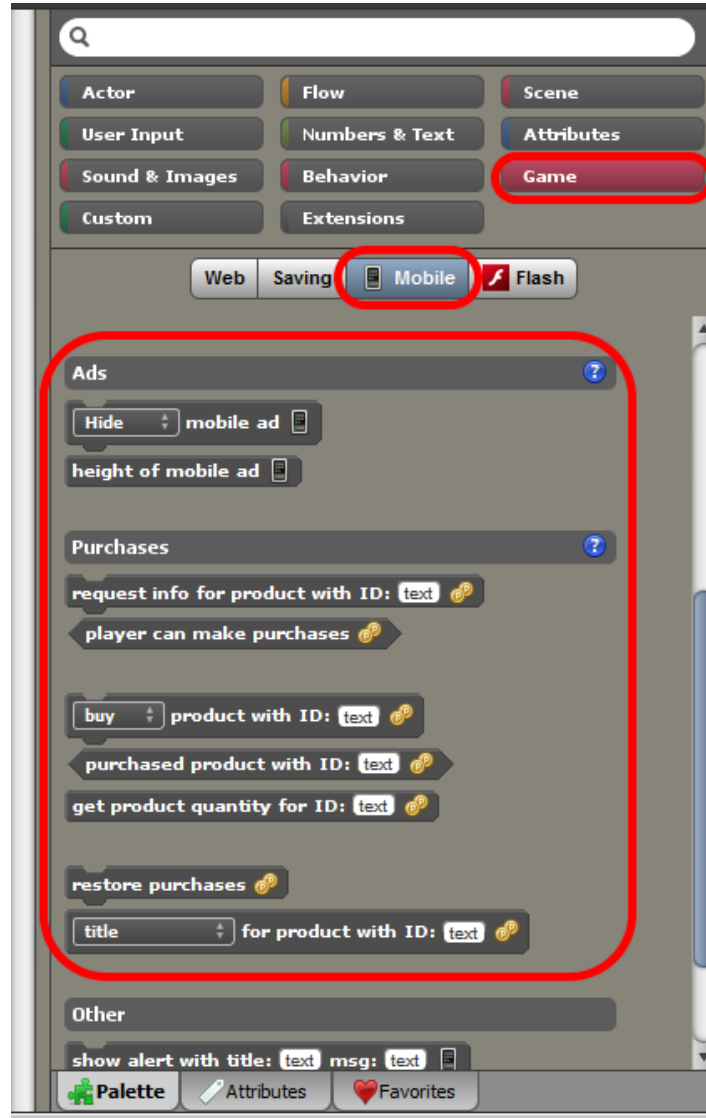 Actor Flow Scene
User Input Numbers & Text Attributes
Sound & Images Behavior Game
Custom Extensions
Web Saving Mobile Flash
Ads ?
Hide mobile ad
height of mobile ad
Purchases ?
request info for product with ID: text
player can make purchases
buy product with ID: text
purchased product with ID: text
get product quantity for ID: text
restore purchases
title for product with ID: text
Other
show alert with title: text msg: text
Palette Attributes Favorites